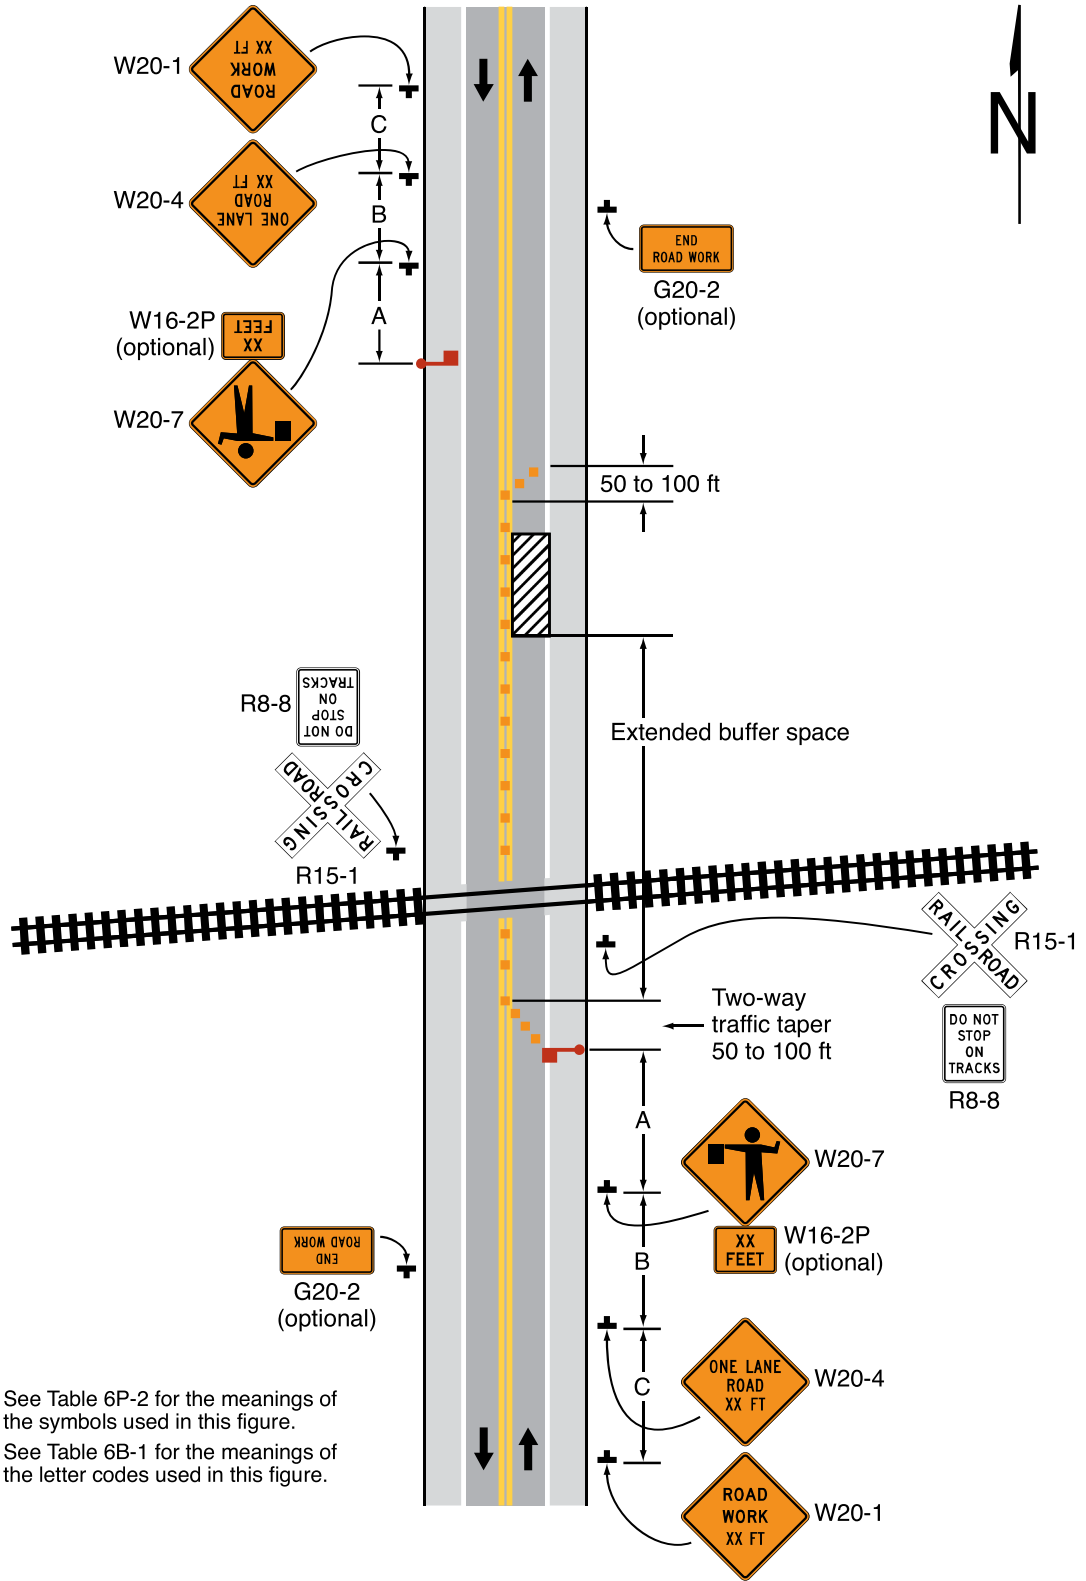 W20-1
ROAD
WORK
XX FT
C
W20-4
ONE LANE
ROAD
XX FT
B
W16-2P
(optional)
XX
FEET
A
W20-7
N
END
ROAD WORK
G20-2
(optional)
50 to 100 ft
R8-8
DO NOT
STOP
ON
TRACKS
Extended buffer space
RAILROAD
CROSSING
R15-1
RAILROAD
CROSSING
R15-1
Two-way
traffic taper
50 to 100 ft
DO NOT
STOP
ON
TRACKS
R8-8
A
W20-7
XX
FEET
W16-2P
(optional)
B
END
ROAD WORK
G20-2
(optional)
ONE LANE
ROAD
XX FT
W20-4
C
See Table 6P-2 for the meanings of
the symbols used in this figure.
See Table 6B-1 for the meanings of
the letter codes used in this figure.
ROAD
WORK
XX FT
W20-1